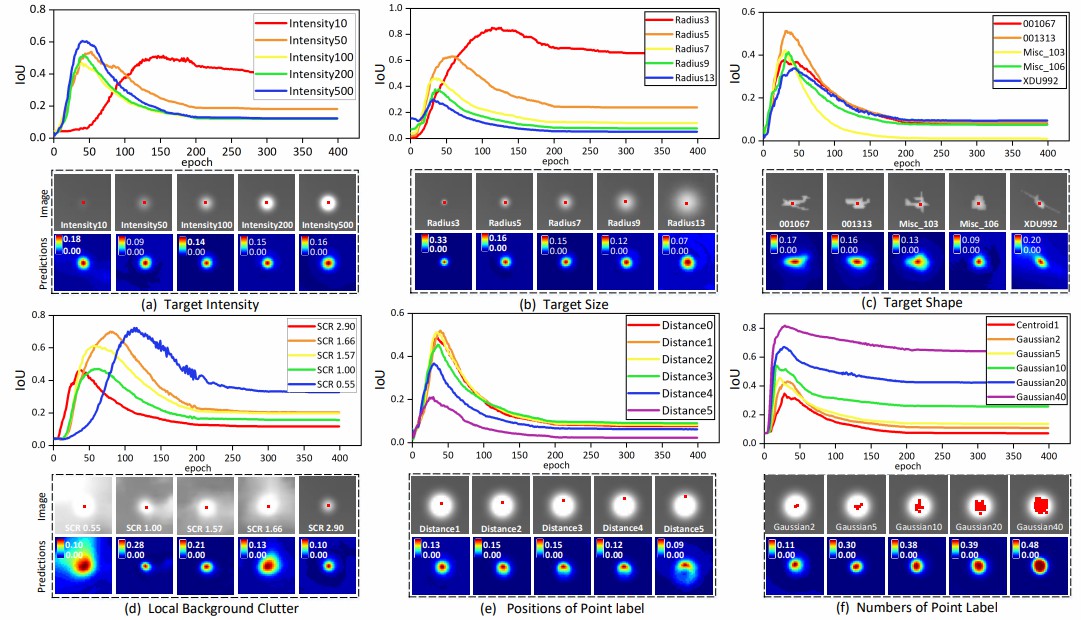 IoU
0.8
0.6
0.4
0.2
0.0
0 50 100 150 200 250 300 350 400
epoch
Intensity10
Intensity50
Intensity100
Intensity200
Intensity500
Image
Intensity10 Intensity50 Intensity100 Intensity200 Intensity500
Predictions
0.18 0.09 0.14 0.15 0.16
0.00 0.00 0.00 0.00 0.00
(a) Target Intensity
IoU
1.0
0.8
0.6
0.4
0.2
0.0
0 50 100 150 200 250 300 350 400
epoch
Radius3
Radius5
Radius7
Radius9
Radius13
Radius3 Radius5 Radius7 Radius9 Radius13
0.33 0.16 0.15 0.12 0.07
0.00 0.00 0.00 0.00 0.00
(b) Target Size
IoU
0.6
0.4
0.2
0.0
0 50 100 150 200 250 300 350 400
epoch
001067
001313
Misc_103
Misc_106
XDU992
001067 001313 Misc_103 Misc_106 XDU992
0.17 0.16 0.13 0.09 0.20
0.00 0.00 0.00 0.00 0.00
(c) Target Shape
IoU
0.8
0.6
0.4
0.2
0.0
0 50 100 150 200 250 300 350 400
epoch
SCR 2.90
SCR 1.66
SCR 1.57
SCR 1.00
SCR 0.55
Image
SCR 0.55 SCR 1.00 SCR 1.57 SCR 1.66 SCR 2.90
Predictions
0.10 0.28 0.21 0.13 0.10
0.00 0.00 0.00 0.00 0.00
(d) Local Background Clutter
IoU
0.6
0.4
0.2
0.0
0 50 100 150 200 250 300 350 400
epoch
Distance0
Distance1
Distance2
Distance3
Distance4
Distance5
Distance1 Distance2 Distance3 Distance4 Distance5
0.13 0.15 0.15 0.12 0.09
0.00 0.00 0.00 0.00 0.00
(e) Positions of Point label
IoU
0.8
0.6
0.4
0.2
0.0
0 50 100 150 200 250 300 350 400
epoch
Centroid1
Gaussian2
Gaussian5
Gaussian10
Gaussian20
Gaussian40
Gaussian2 Gaussian5 Gaussian10 Gaussian20 Gaussian40
0.11 0.30 0.38 0.39 0.48
0.00 0.00 0.00 0.00 0.00
(f) Numbers of Point Label